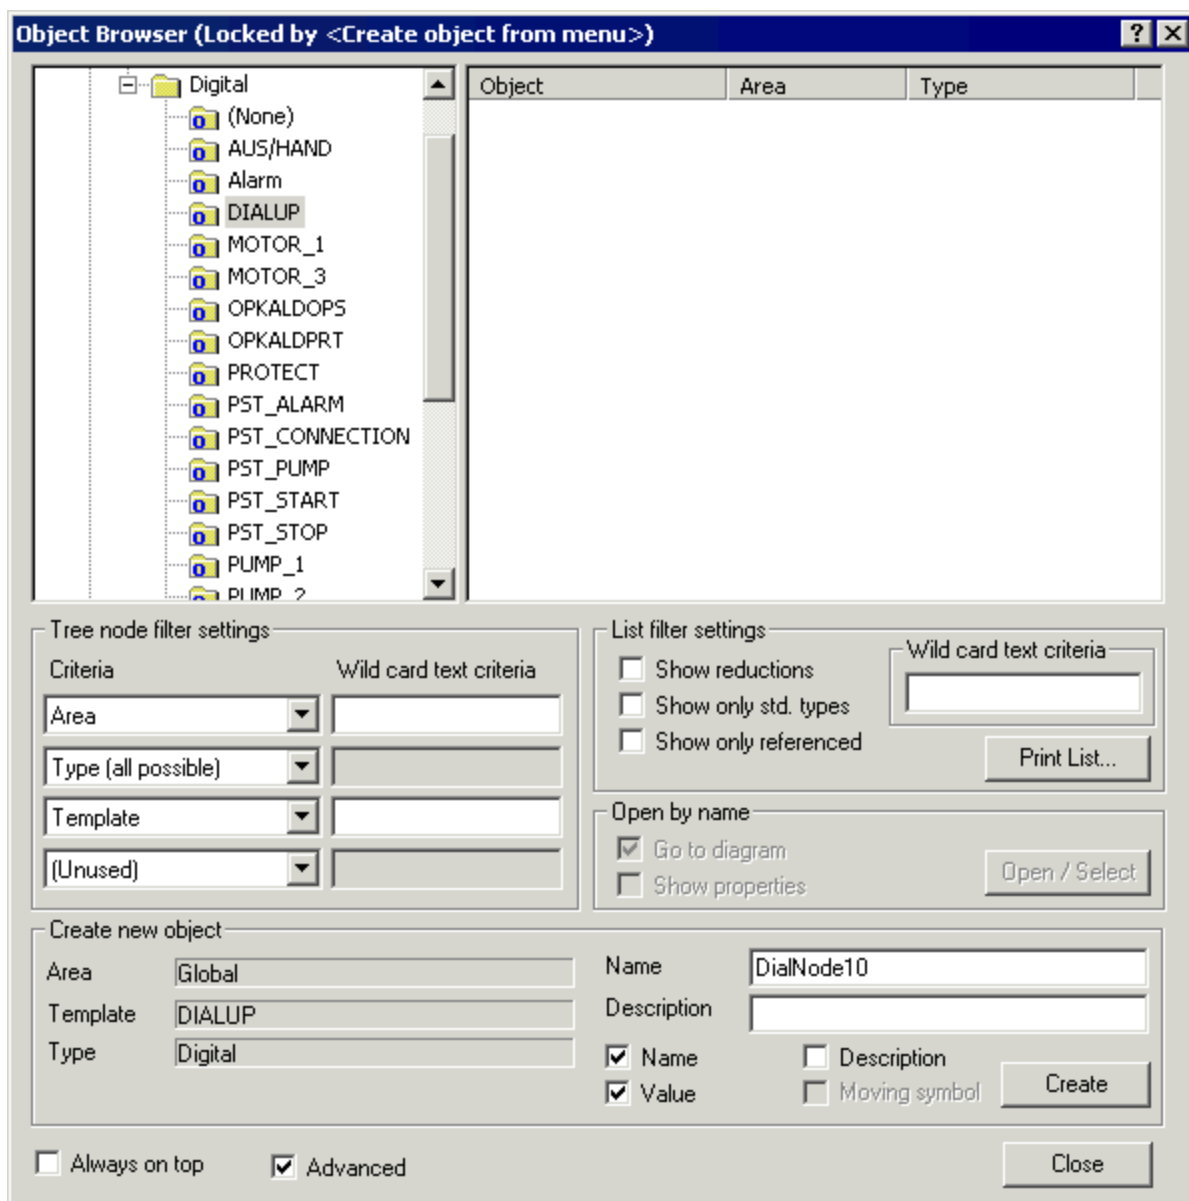 Object Browser (Locked by <Create object from menu>)
Digital
(None)
AUS/HAND
Alarm
DIALUP
MOTOR_1
MOTOR_3
OPKALDOPS
OPKALDPRT
PROTECT
PST_ALARM
PST_CONNECTION
PST_PUMP
PST_START
PST_STOP
PUMP_1
PUMP_2
Object Area Type
Tree node filter settings
Criteria Wild card text criteria
Area
Type (all possible)
Template
(Unused)
List filter settings
Show reductions
Show only std. types
Show only referenced
Wild card text criteria
Print List...
Open by name
Go to diagram
Show properties
Open / Select
Create new object
Area Global
Template DIALUP
Type Digital
Name DialNode10
Description
Name Description
Value Moving symbol
Create
Always on top Advanced
Close